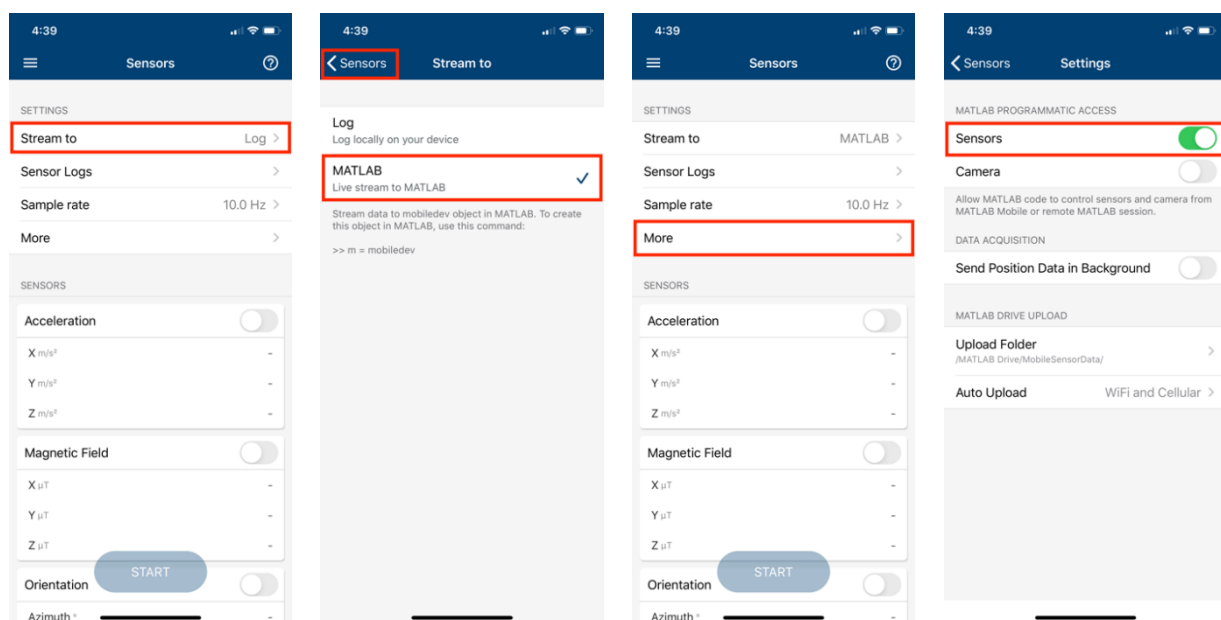 4:39
Sensors
SETTINGS
Stream to Log
Sensor Logs
Sample rate 10.0 Hz
More
SENSORS
Acceleration
X m/s² -
Y m/s² -
Z m/s² -
Magnetic Field
X μT -
Y μT -
Z μT -
START
Orientation
Azimuth ° -
4:39
Sensors Stream to
Log
Log locally on your device
MATLAB
Live stream to MATLAB
Stream data to mobiledev object in MATLAB. To create
this object in MATLAB, use this command:
>> m = mobiledev
4:39
Sensors
SETTINGS
Stream to MATLAB
Sensor Logs
Sample rate 10.0 Hz
More
SENSORS
Acceleration
X m/s² -
Y m/s² -
Z m/s² -
Magnetic Field
X μT -
Y μT -
Z μT -
START
Orientation
Azimuth ° -
4:39
Sensors Settings
MATLAB PROGRAMMATIC ACCESS
Sensors
Camera
Allow MATLAB code to control sensors and camera from
MATLAB Mobile or remote MATLAB session.
DATA ACQUISITION
Send Position Data in Background
MATLAB DRIVE UPLOAD
Upload Folder
/MATLAB Drive/MobileSensorData/
Auto Upload WiFi and Cellular